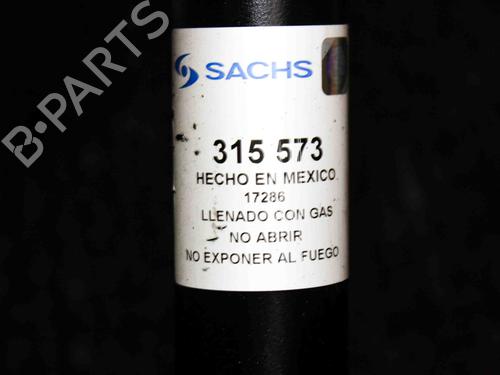 B-PARTS
SACHS
315 573
HECHO EN MEXICO
17286
LLENADO CON GAS
NO ABRIR
NO EXPONER AL FUEGO